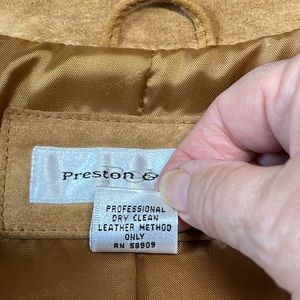 Preston &
PROFESSIONAL
DRY CLEAN
LEATHER METHOD
ONLY
RN 58909